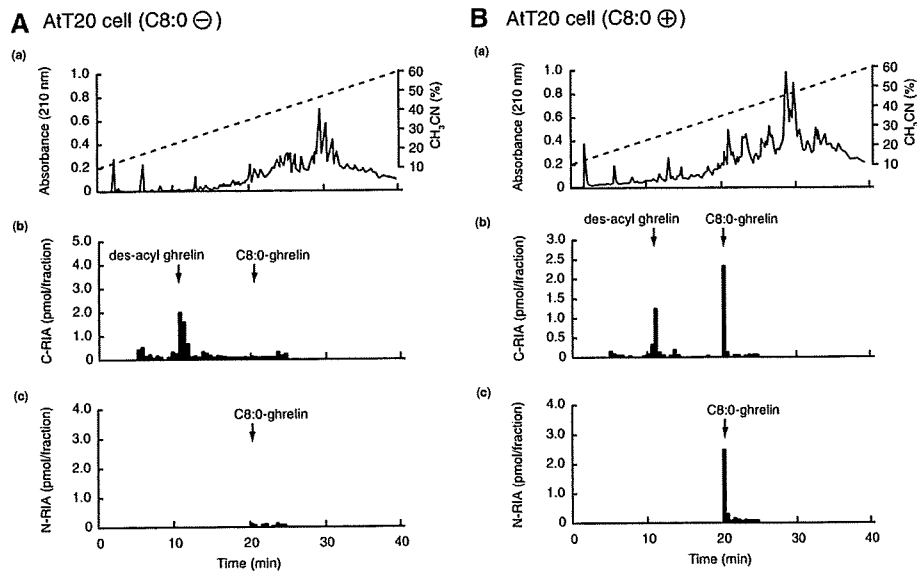 A AtT20 cell (C8:0 ⊖)
(a)
Absorbance (210 nm)
1.0
0.8
0.6
0.4
0.2
0
60
50
40
30
20
10
CH₃CN (%)
(b)
C-RIA (pmol/fraction)
5.0
4.0
3.0
2.0
1.0
0
des-acyl ghrelin
C8:0-ghrelin
(c)
N-RIA (pmol/fraction)
4.0
3.0
2.0
1.0
0
C8:0-ghrelin
0 10 20 30 40
Time (min)
B AtT20 cell (C8:0 ⊕)
(a)
Absorbance (210 nm)
1.0
0.8
0.6
0.4
0.2
0
60
50
40
30
20
10
CH₃CN (%)
(b)
C-RIA (pmol/fraction)
3.0
2.5
2.0
1.5
1.0
0.5
0
des-acyl ghrelin
C8:0-ghrelin
(c)
N-RIA (pmol/fraction)
4.0
3.0
2.0
1.0
0
C8:0-ghrelin
0 10 20 30 40
Time (min)